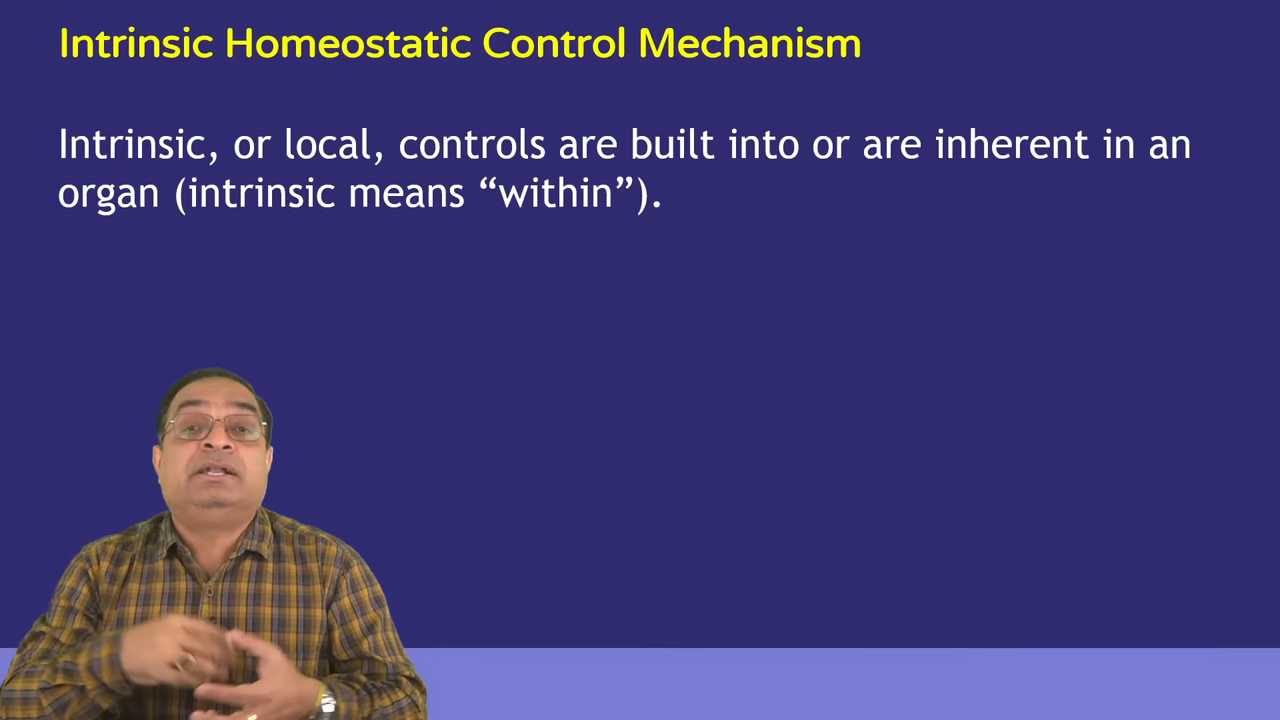 Intrinsic Homeostatic Control Mechanism
Intrinsic, or local, controls are built into or are inherent in an
organ (intrinsic means “within”).